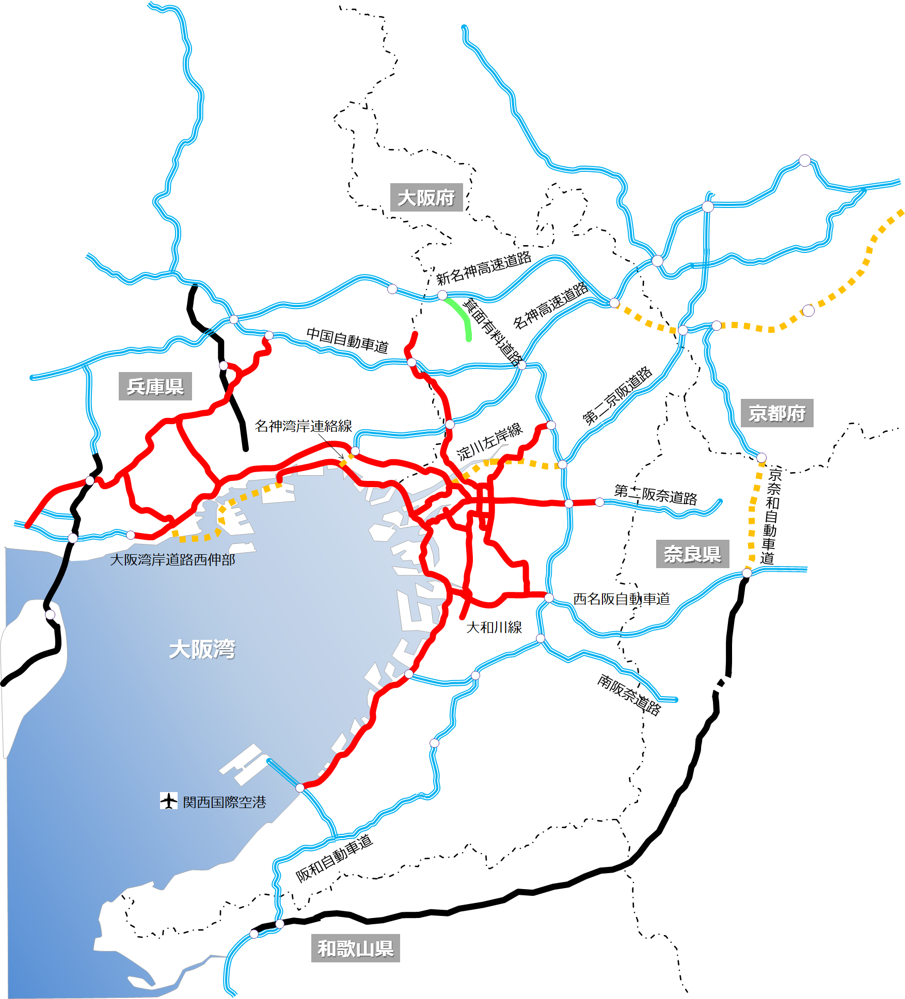 大阪府
新名神高速道路
名神高速道路
箕面有料道路
中国自動車道
兵庫県
第二京阪道路
京都府
名神湾岸連絡線
淀川左岸線
京奈和自動車道
第二阪奈道路
奈良県
大阪湾岸道路西伸部
西名阪自動車道
大和川線
大阪湾
南阪奈道路
関西国際空港
阪和自動車道
和歌山県